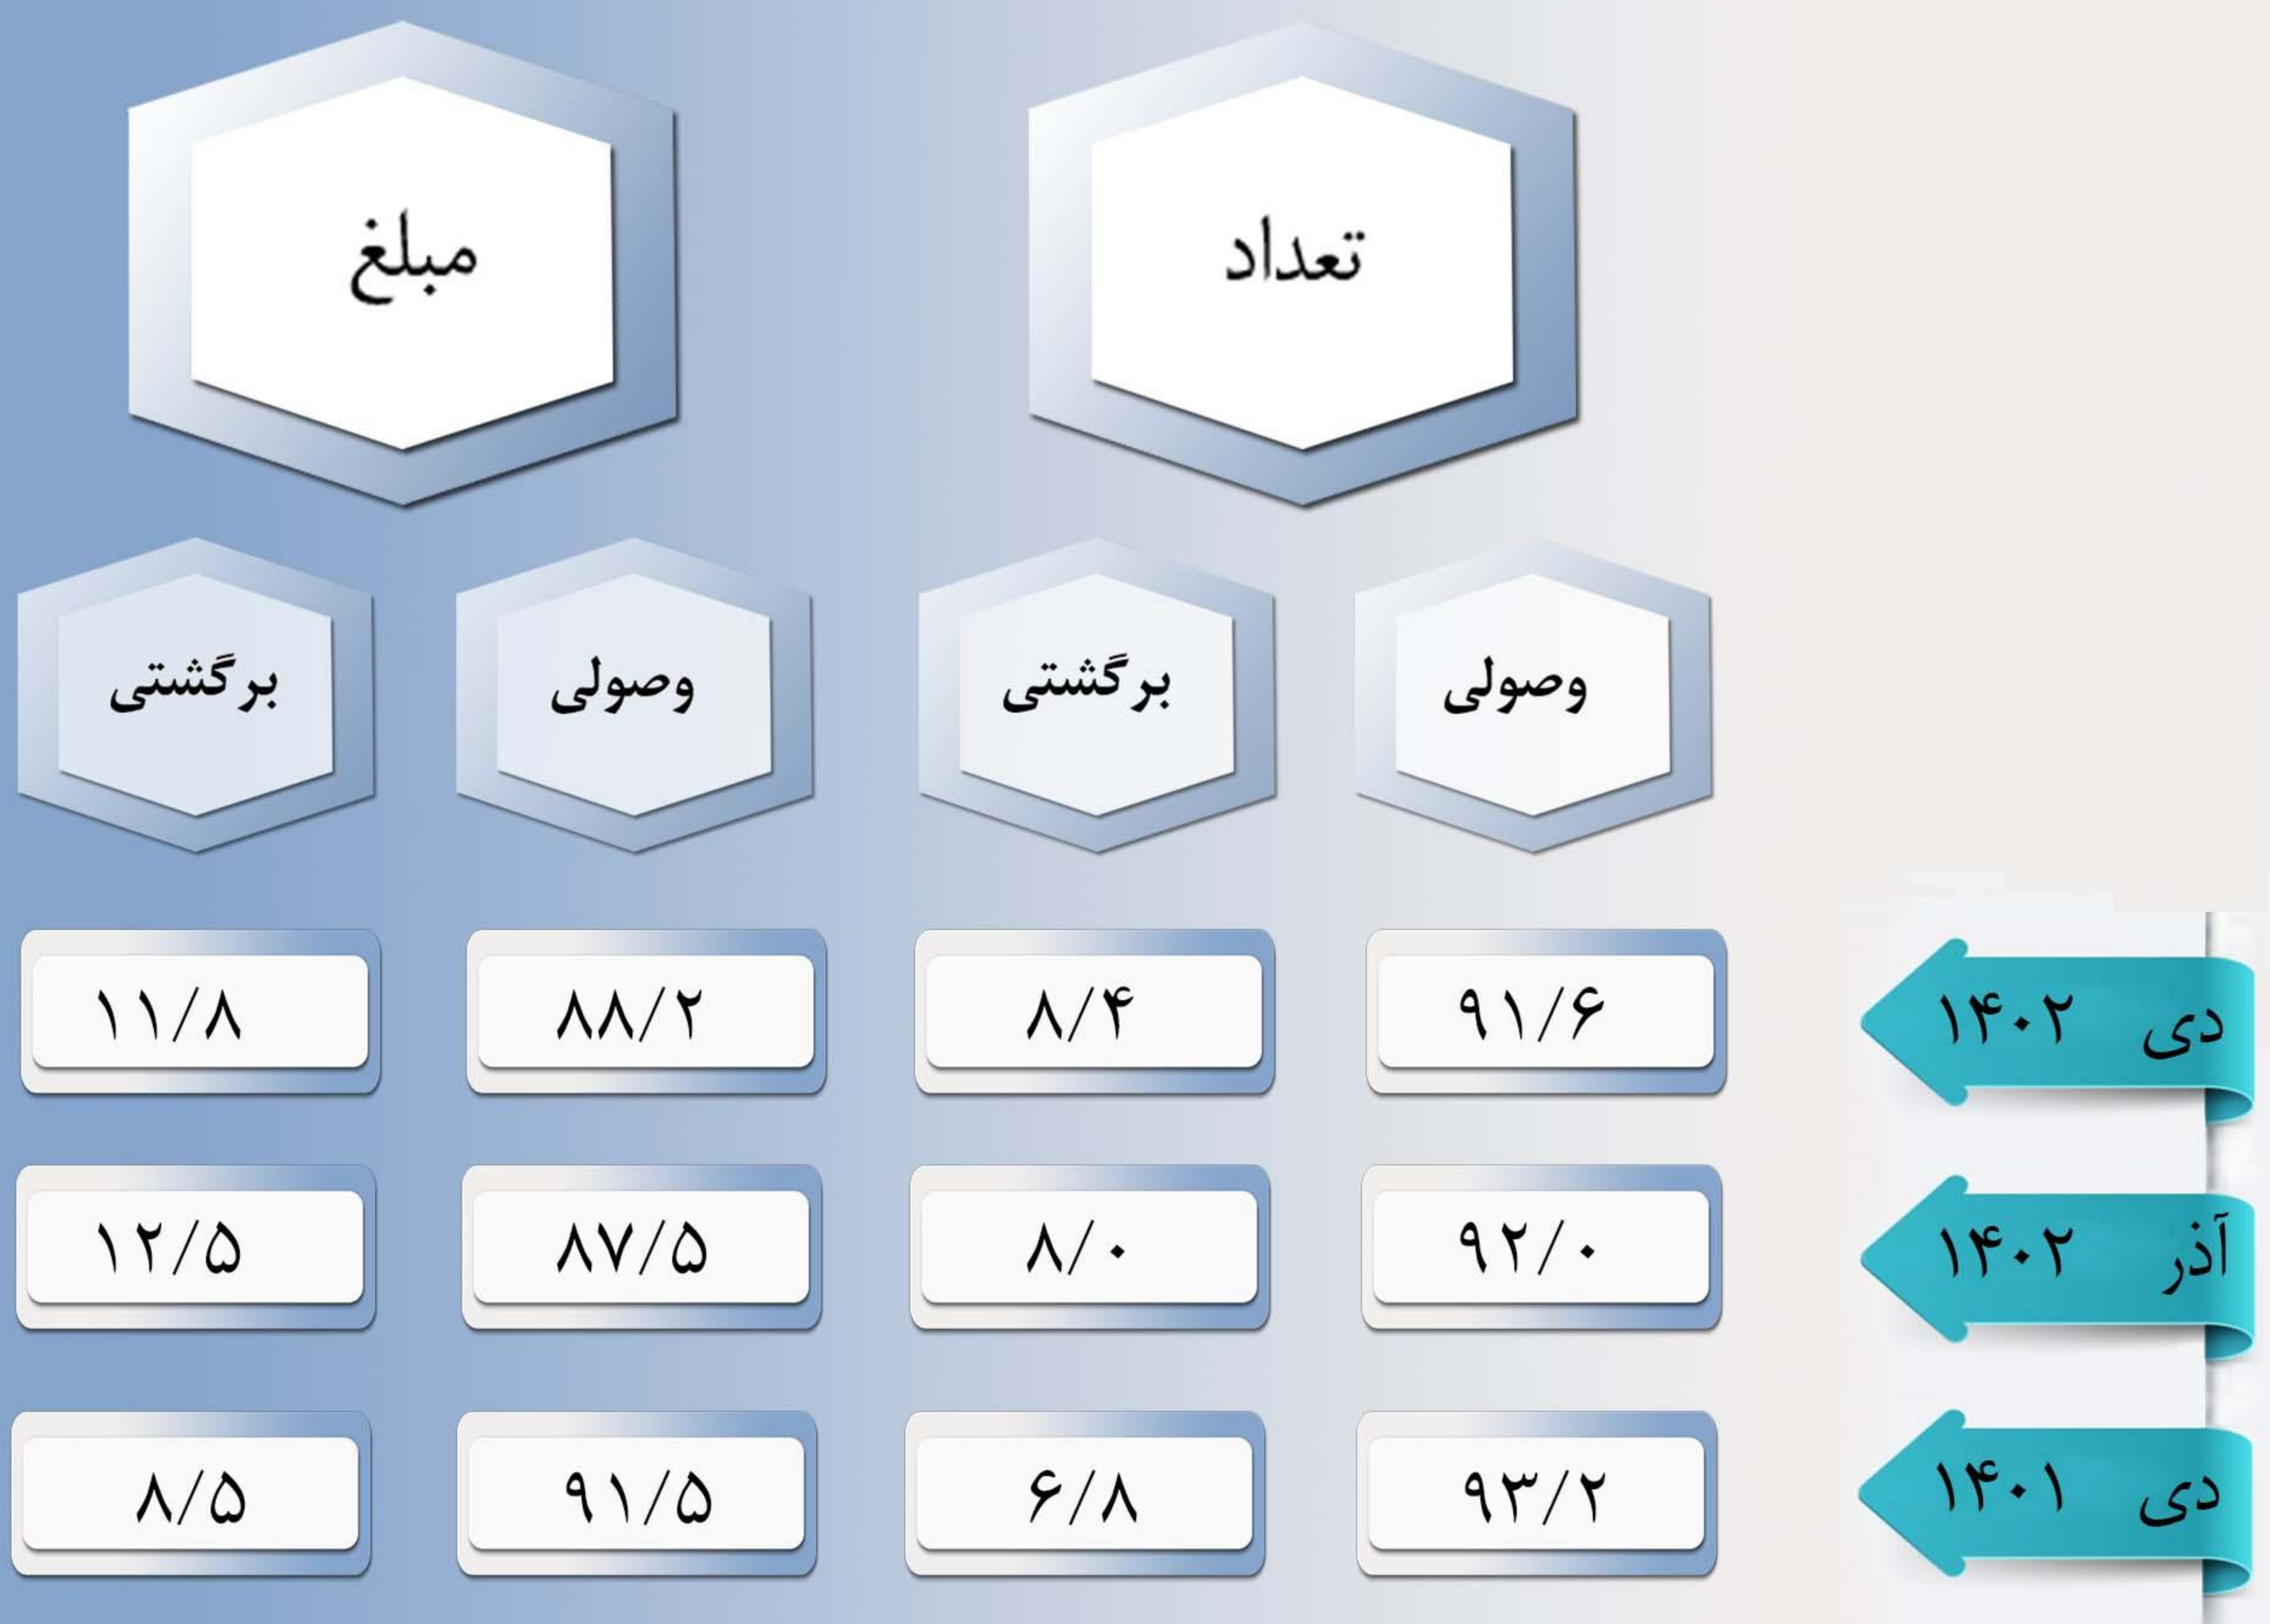 تعداد مبلغ
وصولی برگشتی وصولی برگشتی
دی ۱۴۰۲ ۹۱/۶ ۸/۴ ۸۸/۲ ۱۱/۸
آذر ۱۴۰۲ ۹۲/۰ ۸/۰ ۸۷/۵ ۱۲/۵
دی ۱۴۰۱ ۹۳/۲ ۶/۸ ۹۱/۵ ۸/۵